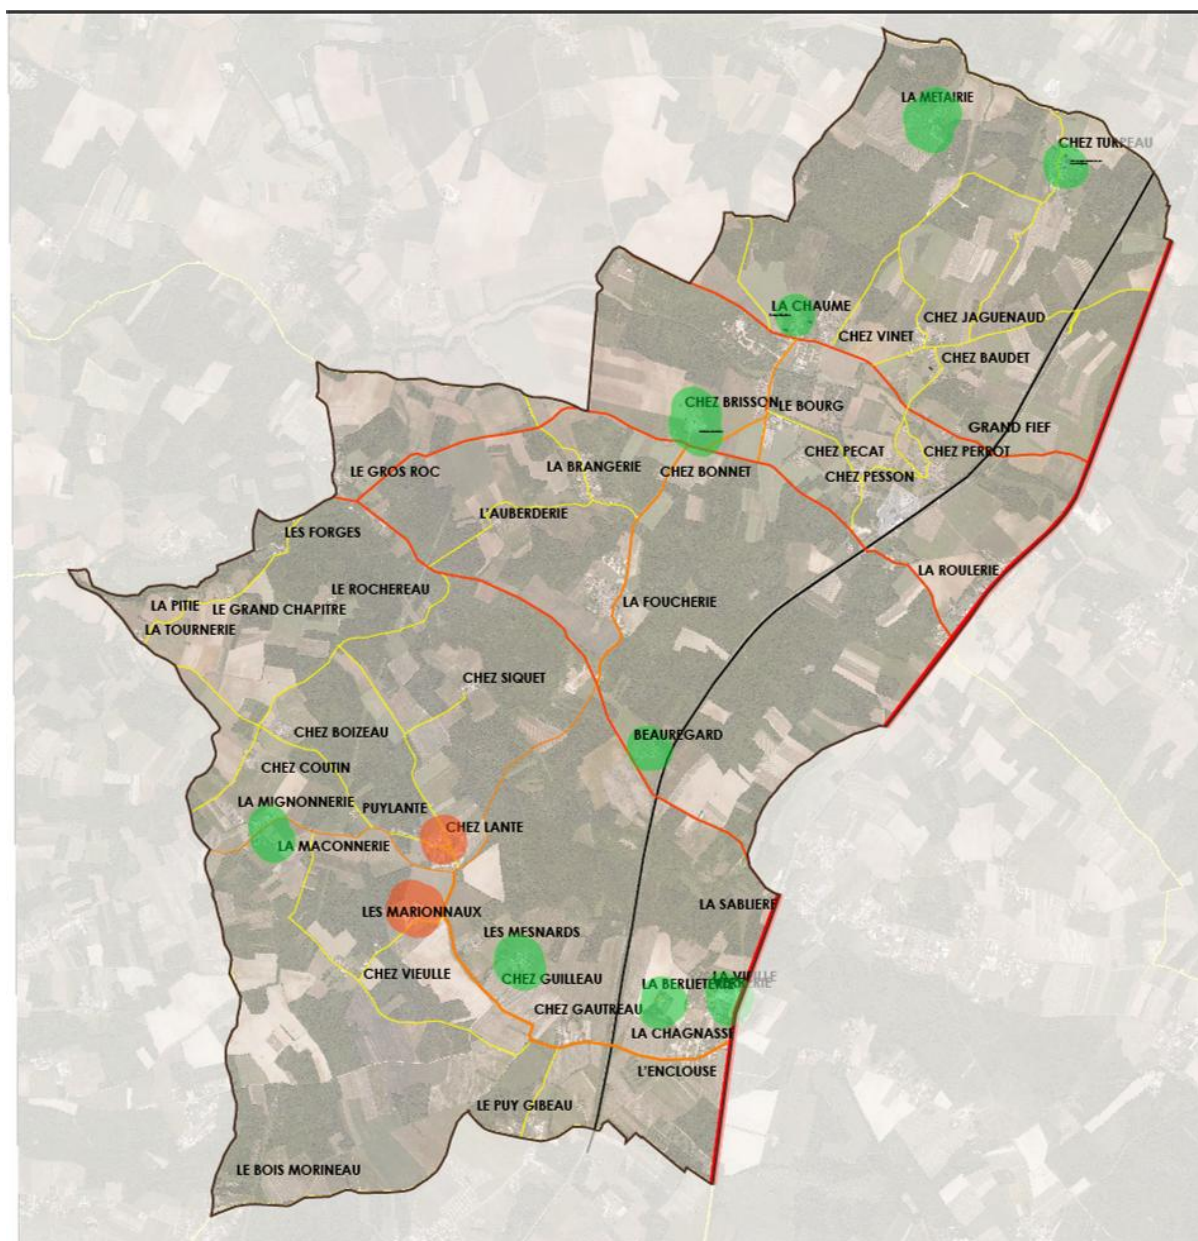 LA METAIRIE
CHEZ TURPEAU
LA CHAUME
CHEZ JAGUENAUD
CHEZ VINET
CHEZ BAUDET
CHEZ BRISSON
LE BOURG
GRAND FIEF
CHEZ PECAT
CHEZ PERROT
LE GROS ROC
LA BRANGERIE
CHEZ BONNET
CHEZ PESSON
L'AUBERDERIE
LES FORGES
LA ROULERIE
LE ROCHEREAU
LA PITIE
LE GRAND CHAPITRE
LA FOUCHERIE
LA TOURNERIE
CHEZ SIQUET
CHEZ BOIZEAU
BEAUREGARD
CHEZ COUTIN
LA MIGNONNERIE
PUYLANTE
CHEZ LANTE
LA MACONNERIE
LA SABLIERE
LES MARIONNAUX
LES MESNARDS
CHEZ VIEULLE
CHEZ GUILLEAU
LA VIEILLE
LA BERLIETERIE
CHEZ GAUTREAU
LA CHAGNASSE
L'ENCLOUSE
LE PUY GIBEAU
LE BOIS MORINEAU